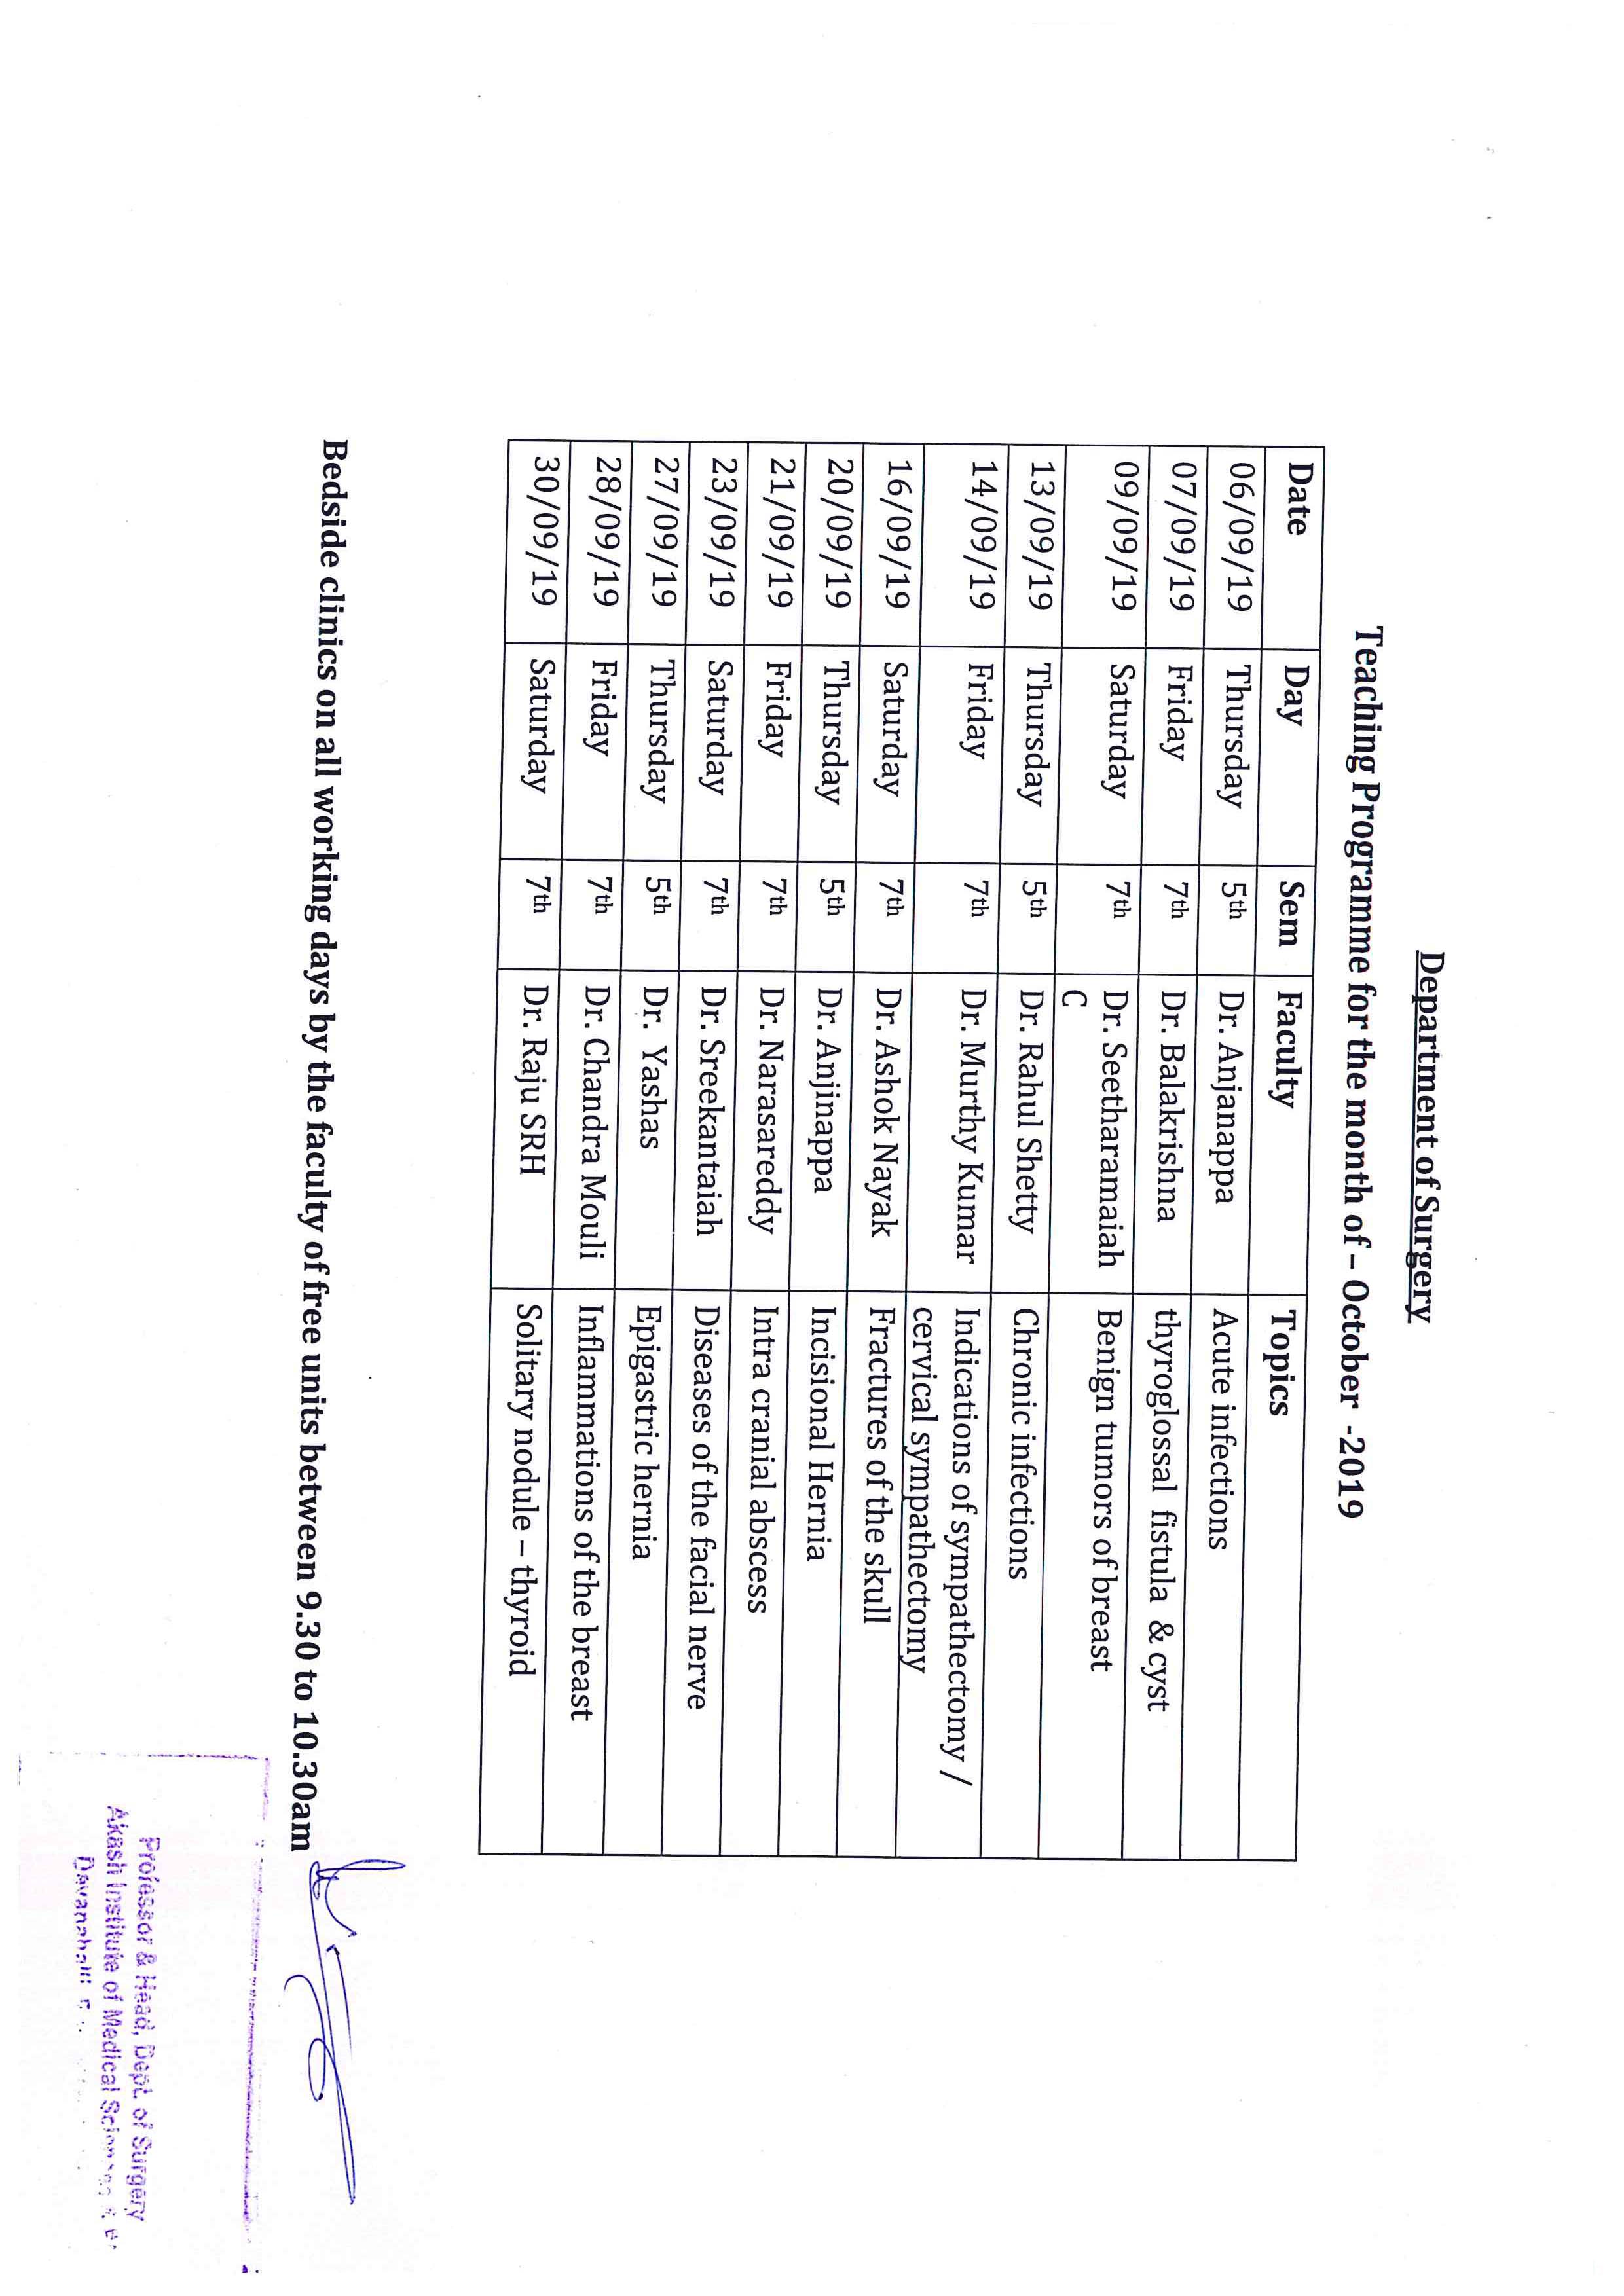 Department of Surgery
Teaching Programme for the month of – October -2019
Date Day Sem Faculty Topics
06/09/19 Thursday 5th Dr. Anjanappa Acute infections
07/09/19 Friday 7th Dr. Balakrishna thyroglossal fistula & cyst
09/09/19 Saturday 7th Dr. Seetharamaiah Benign tumors of breast
C
13/09/19 Thursday 5th Dr. Rahul Shetty Chronic infections
14/09/19 Friday 7th Dr. Murthy Kumar Indications of sympathectomy /
cervical sympathectomy
16/09/19 Saturday 7th Dr. Ashok Nayak Fractures of the skull
20/09/19 Thursday 5th Dr. Anjinappa Incisional Hernia
21/09/19 Friday 7th Dr. Narasareddy Intra cranial abscess
23/09/19 Saturday 7th Dr. Sreekantaiah Diseases of the facial nerve
27/09/19 Thursday 5th Dr. Yashas Epigastric hernia
28/09/19 Friday 7th Dr. Chandra Mouli Inflammations of the breast
30/09/19 Saturday 7th Dr. Raju SRH Solitary nodule – thyroid
Bedside clinics on all working days by the faculty of free units between 9.30 to 10.30am
Professor & Head, Dept. of Surgery
Akash Institute of Medical